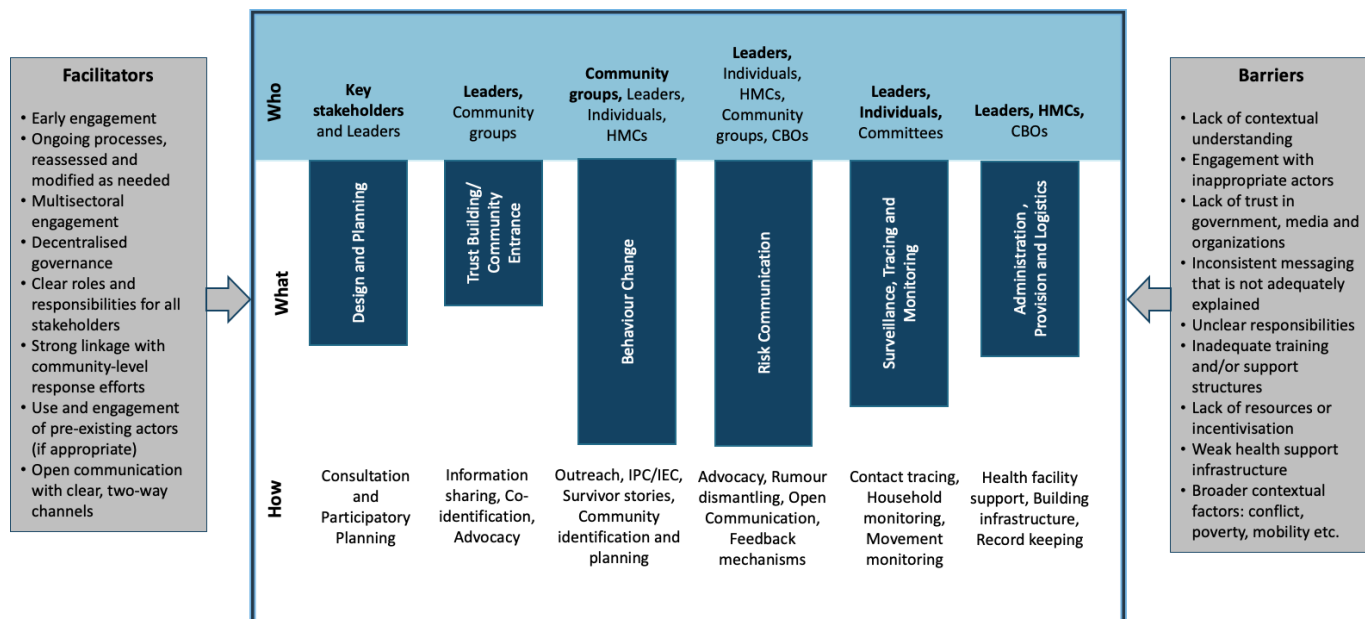 Facilitators
• Early engagement
• Ongoing processes,
reassessed and
modified as needed
• Multisectoral
engagement
• Decentralised
governance
• Clear roles and
responsibilities for all
stakeholders
• Strong linkage with
community-level
response efforts
• Use and engagement
of pre-existing actors
(if appropriate)
• Open communication
with clear, two-way
channels
Who
Key
stakeholders
and Leaders
Leaders,
Community
groups
Community
groups, Leaders,
Individuals,
HMCs
Leaders,
Individuals,
HMCs,
Community
groups, CBOs
Leaders,
Individuals,
Committees
Leaders, HMCs,
CBOs
What
Design and Planning
Trust Building/
Community
Entrance
Behaviour Change
Risk Communication
Surveillance, Tracing and
Monitoring
Administration ,
Provision and Logistics
How
Consultation
and
Participatory
Planning
Information
sharing, Co-
identification,
Advocacy
Outreach, IPC/IEC,
Survivor stories,
Community
identification and
planning
Advocacy, Rumour
dismantling, Open
Communication,
Feedback
mechanisms
Contact tracing,
Household
monitoring,
Movement
monitoring
Health facility
support, Building
infrastructure,
Record keeping
Barriers
• Lack of contextual
understanding
• Engagement with
inappropriate actors
• Lack of trust in
government, media and
organizations
• Inconsistent messaging
that is not adequately
explained
• Unclear responsibilities
• Inadequate training
and/or support
structures
• Lack of resources or
incentivisation
• Weak health support
infrastructure
• Broader contextual
factors: conflict,
poverty, mobility etc.